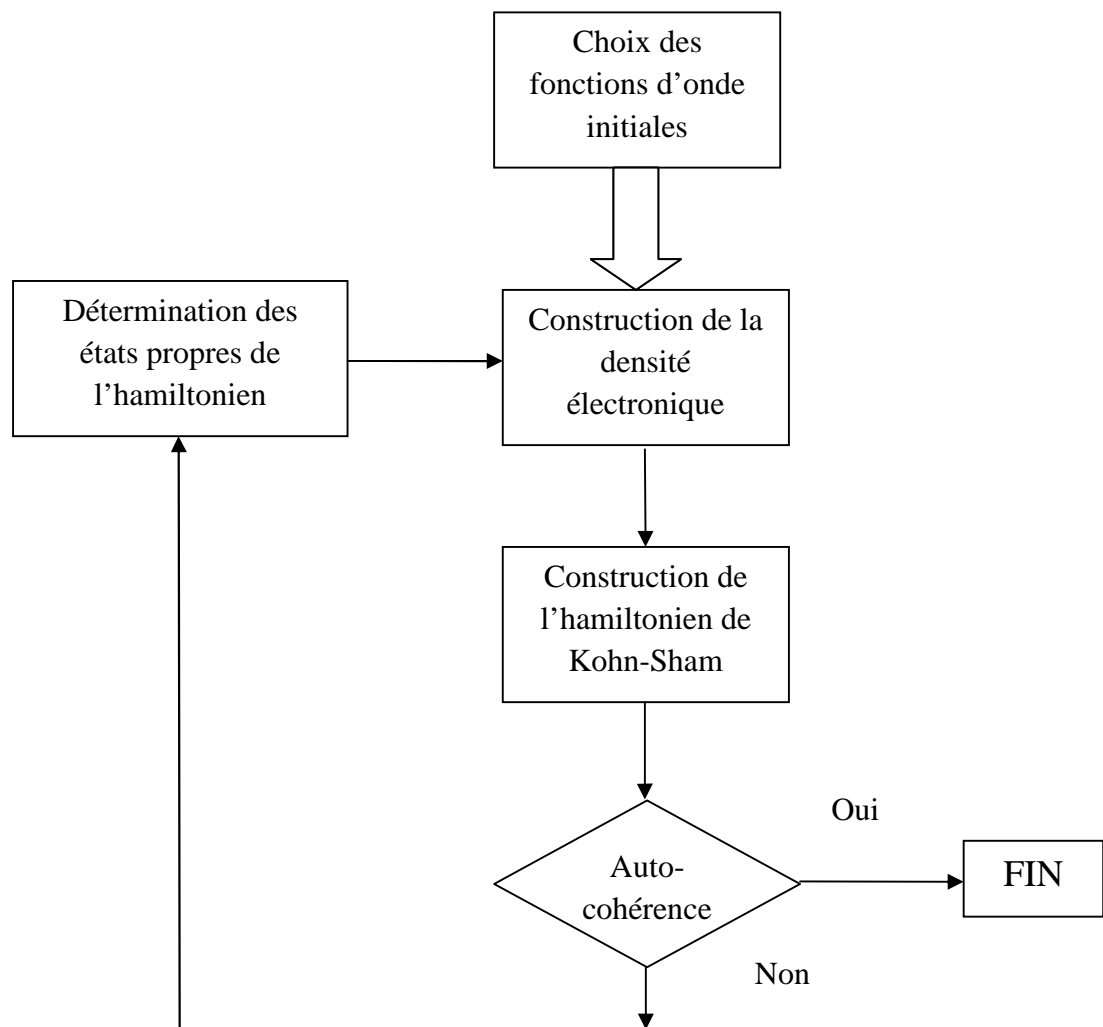 Choix des
fonctions d’onde
initiales
Détermination des
états propres de
l’hamiltonien
Construction de la
densité
électronique
Construction de
l’hamiltonien de
Kohn-Sham
Oui
Auto-
cohérence
FIN
Non